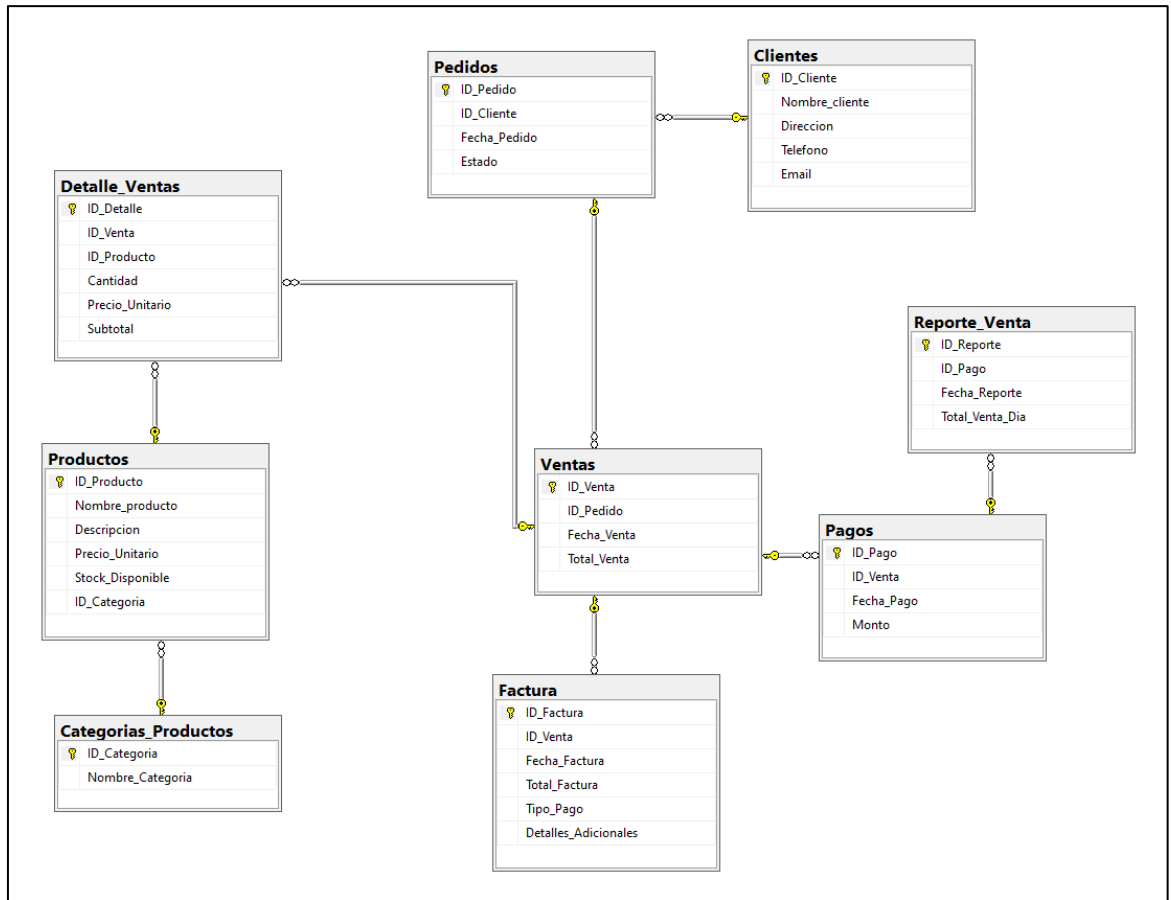 Pedidos
ID_Pedido
ID_Cliente
Fecha_Pedido
Estado
Clientes
ID_Cliente
Nombre_cliente
Direccion
Telefono
Email
Detalle_Ventas
ID_Detalle
ID_Venta
ID_Producto
Cantidad
Precio_Unitario
Subtotal
Reporte_Venta
ID_Reporte
ID_Pago
Fecha_Reporte
Total_Venta_Dia
Productos
ID_Producto
Nombre_producto
Descripcion
Precio_Unitario
Stock_Disponible
ID_Categoria
Ventas
ID_Venta
ID_Pedido
Fecha_Venta
Total_Venta
Pagos
ID_Pago
ID_Venta
Fecha_Pago
Monto
Categorias_Productos
ID_Categoria
Nombre_Categoria
Factura
ID_Factura
ID_Venta
Fecha_Factura
Total_Factura
Tipo_Pago
Detalles_Adicionales